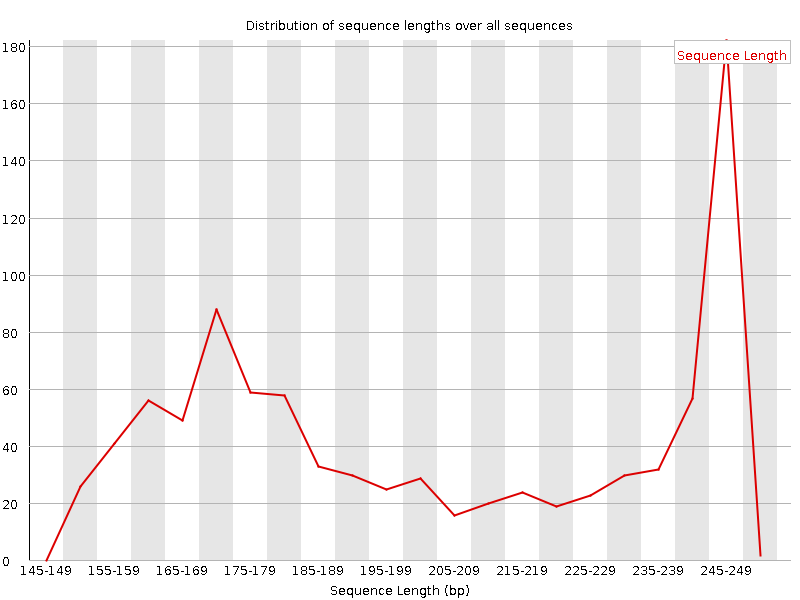 Distribution of sequence lengths over all sequences
Sequence Length
180
160
140
120
100
80
60
40
20
0
145-149 155-159 165-169 175-179 185-189 195-199 205-209 215-219 225-229 235-239 245-249
Sequence Length (bp)